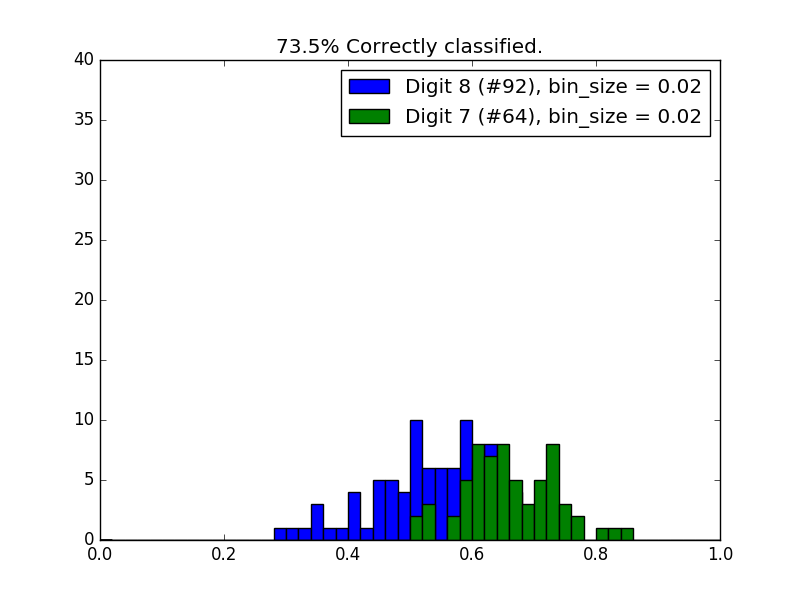 73.5% Correctly classified.
Digit 8 (#92), bin_size = 0.02
Digit 7 (#64), bin_size = 0.02
40
35
30
25
20
15
10
5
0
0.0 0.2 0.4 0.6 0.8 1.0